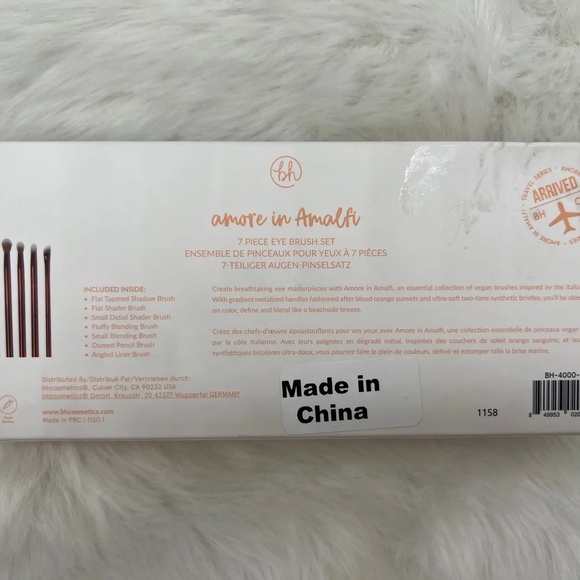 bh
amore in Amalfi
7 PIECE EYE BRUSH SET
ENSEMBLE DE PINCEAUX POUR YEUX À 7 PIÈCES
7-TEILIGER AUGEN-PINSELSATZ
TRAVEL SERIES • AMORE
ARRIVED
BH
AMORE IN AMALFI
INCLUDED INSIDE:
• Flat Tapered Shadow Brush
• Flat Shader Brush
• Small Detail Shader Brush
• Fluffy Blending Brush
• Small Blending Brush
• Domed Pencil Brush
• Angled Liner Brush
Create breathtaking eye masterpieces with Amore in Amalfi, an essential collection of vegan brushes inspired by the Italia
With gradient metalized handles fashioned after blood orange sunsets and ultra-soft two-tone synthetic bristles, you'll be able
on color, define and blend like a beachside breeze.
Créez des chefs-d'œuvre époustouflants pour vos yeux avec Amore in Amalfi, une collection essentielle de pinceaux vegan
par la côte italienne. Avec leurs poignées en dégradé métal, inspirées des couchers de soleil orange sanguine, et leur
synthétiques bicolores ultra-doux, vous pourrez faire le plein de couleurs, définir et estomper telle la brise marine.
Distributed By/Distribué Par/Vertrieben durch:
bhcosmetics®, Culver City, CA 90232 USA
bhcosmetics® GmbH, Kreuzstr. 20 42277 Wuppertal GERMANY
www.bhcosmetics.com
Made in PRC | 1120.1
Made in
China
1158
BH-4000-
8 49953 020